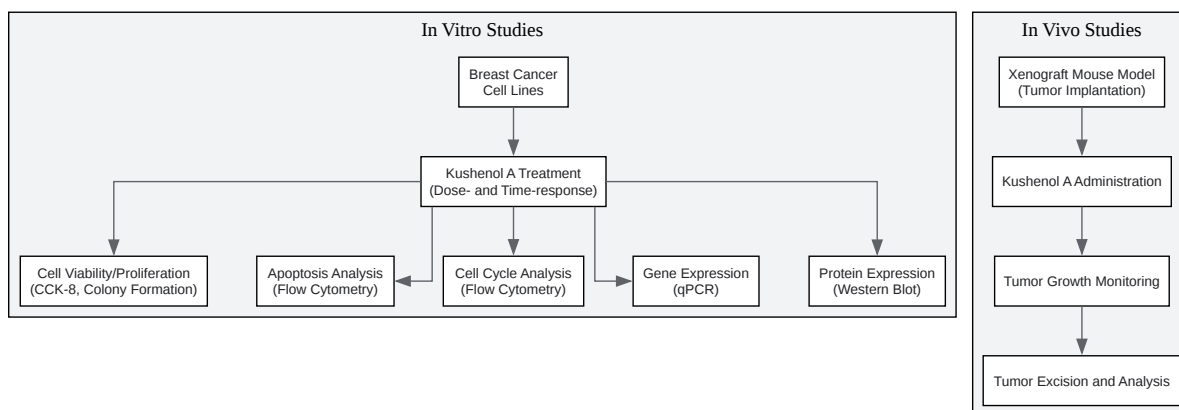 In Vitro Studies
Breast Cancer
Cell Lines
Kushenol A Treatment
(Dose- and Time-response)
Cell Viability/Proliferation
(CCK-8, Colony Formation)
Apoptosis Analysis
(Flow Cytometry)
Cell Cycle Analysis
(Flow Cytometry)
Gene Expression
(qPCR)
Protein Expression
(Western Blot)
In Vivo Studies
Xenograft Mouse Model
(Tumor Implantation)
Kushenol A Administration
Tumor Growth Monitoring
Tumor Excision and Analysis